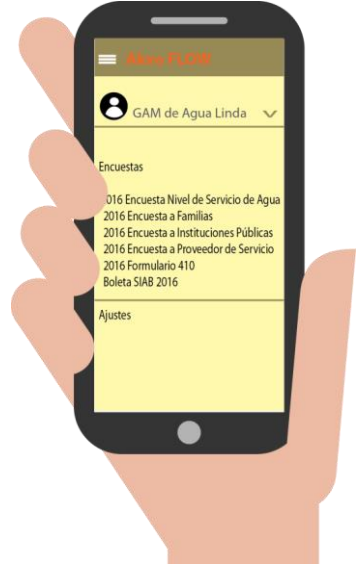 Akvo FLOW
GAM de Agua Linda
Encuestas
2016 Encuesta Nivel de Servicio de Agua
2016 Encuesta a Familias
2016 Encuesta a Instituciones Públicas
2016 Encuesta a Proveedor de Servicio
2016 Formulario 410
Boleta SIAB 2016
Ajustes